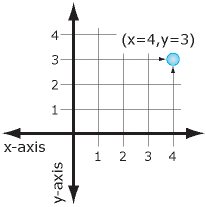 4
(x=4,y=3)
3
2
1
x-axis
1 2 3 4
y-axis